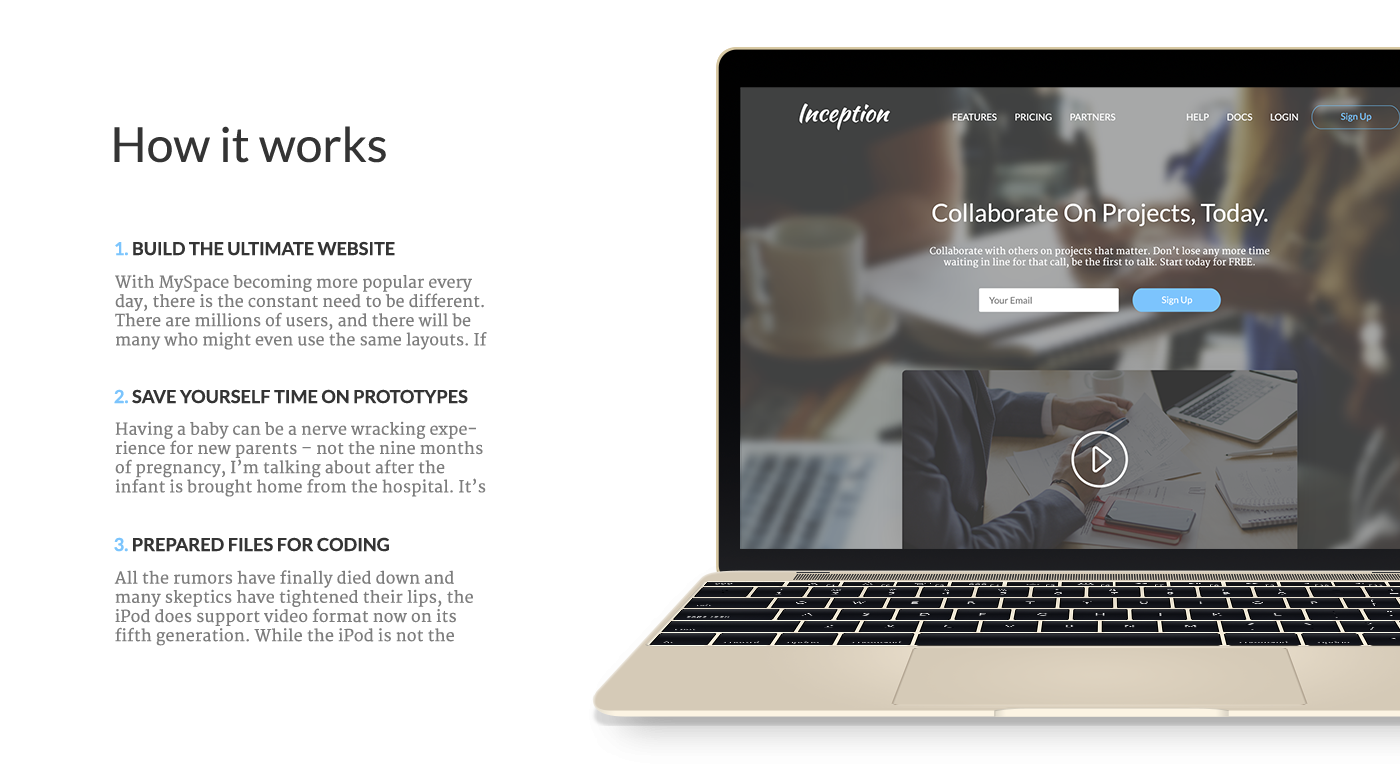 How it works
1. BUILD THE ULTIMATE WEBSITE
With MySpace becoming more popular every
day, there is the constant need to be different.
There are millions of users, and there will be
many who might even use the same layouts. If
2. SAVE YOURSELF TIME ON PROTOTYPES
Having a baby can be a nerve wracking expe-
rience for new parents – not the nine months
of pregnancy, I’m talking about after the
infant is brought home from the hospital. It’s
3. PREPARED FILES FOR CODING
All the rumors have finally died down and
many skeptics have tightened their lips, the
iPod does support video format now on its
fifth generation. While the iPod is not the
Inception FEATURES PRICING PARTNERS HELP DOCS LOGIN Sign Up
Collaborate On Projects, Today.
Collaborate with others on projects that matter. Don’t lose any more time
waiting in line for that call, be the first to talk. Start today for FREE.
Your Email Sign Up